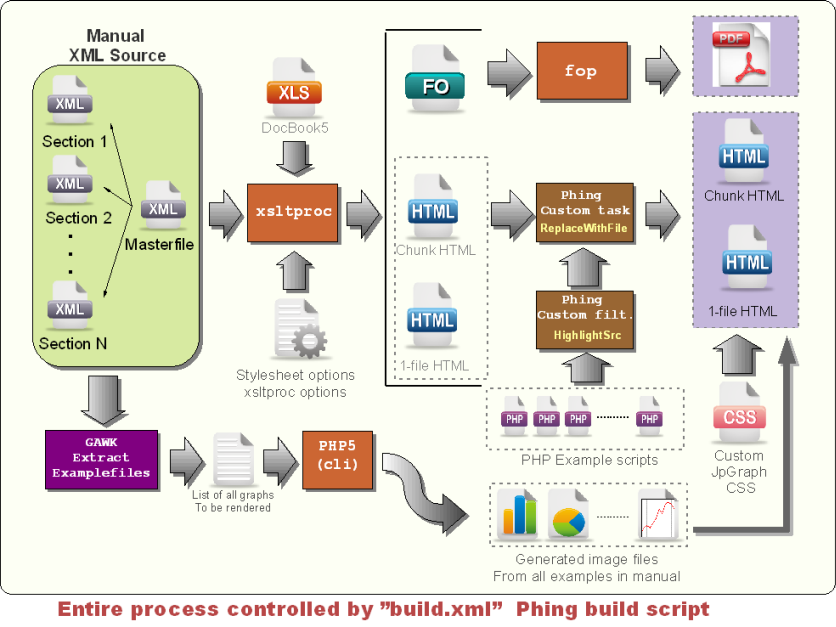 Manual
XML Source
XML
Section 1
XML
Section 2
XML
Masterfile
XML
Section N
XLS
DocBook5
xsltproc
Stylesheet options
xsltproc options
FO
fop
PDF
HTML
Chunk HTML
HTML
1-file HTML
Phing
Custom task
ReplaceWithFile
Phing
Custom filt.
HighlightSrc
PHP
PHP
PHP
PHP
PHP Example scripts
HTML
Chunk HTML
HTML
1-file HTML
CSS
Custom
JpGraph
CSS
GAWK
Extract
Examplefiles
List of all graphs
To be rendered
PHP5
(cli)
Generated image files
From all examples in manual
Entire process controlled by ”build.xml” Phing build script